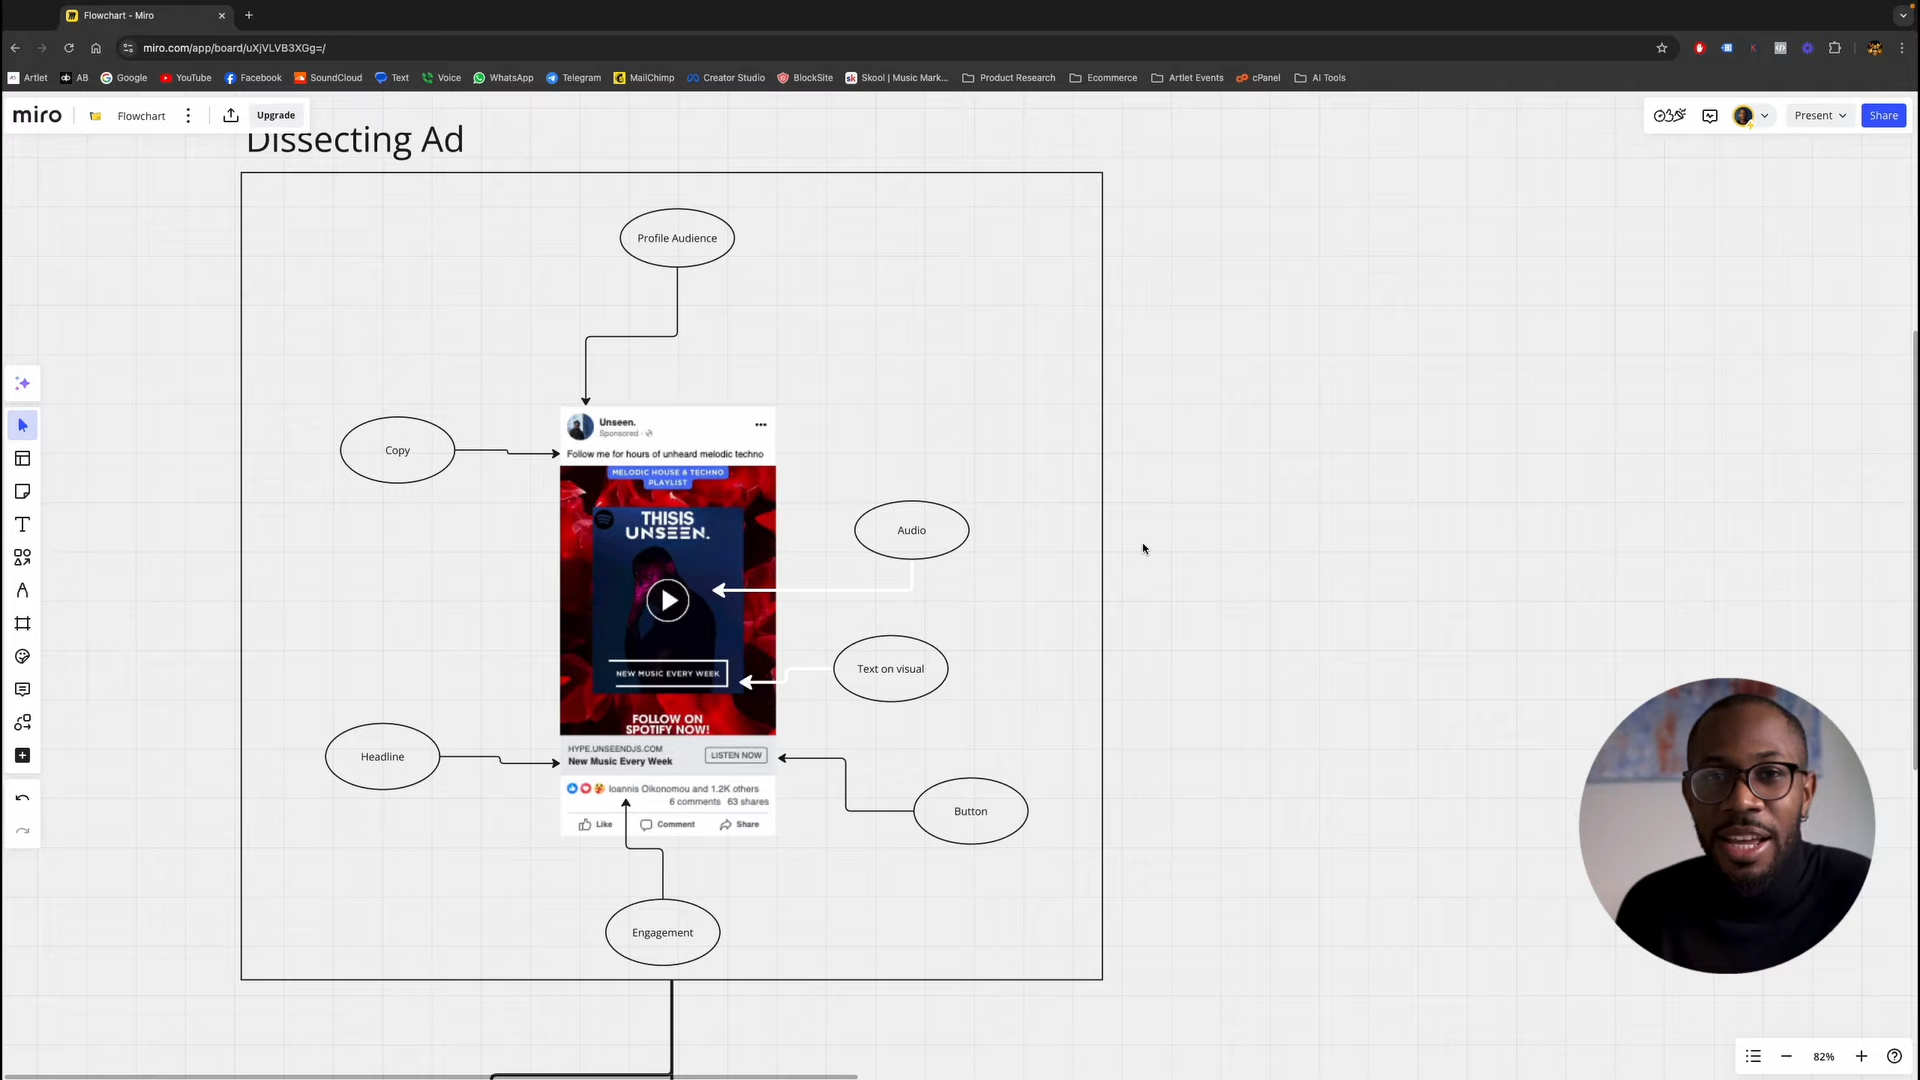 Flowchart - Miro
miro.com/app/board/uXjVLVB3XGg=/
Artlet
AB
Google
YouTube
Facebook
SoundCloud
Text
Voice
WhatsApp
Telegram
MailChimp
Creator Studio
BlockSite
Skool | Music Mark...
Product Research
Ecommerce
Artlet Events
cPanel
AI Tools
miro
Flowchart
Upgrade
Present
Share
Dissecting Ad
Profile Audience
Copy
Unseen.
Sponsored ·
Follow me for hours of unheard melodic techno
MELODIC HOUSE & TECHNO
PLAYLIST
THIS IS
UNSEEN.
Audio
Text on visual
NEW MUSIC EVERY WEEK
FOLLOW ON
SPOTIFY NOW!
Headline
HYPE.UNSEENDJS.COM
New Music Every Week
LISTEN NOW
Ioannis Oikonomou and 1.2K others
6 comments 63 shares
Like
Comment
Share
Button
Engagement
82%